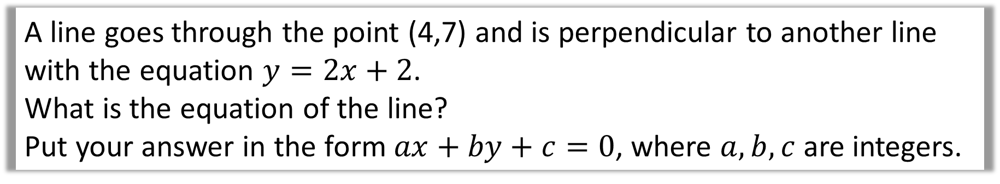 A line goes through the point (4,7) and is perpendicular to another line
with the equation y = 2x + 2.
What is the equation of the line?
Put your answer in the form ax + by + c = 0, where a, b, c are integers.